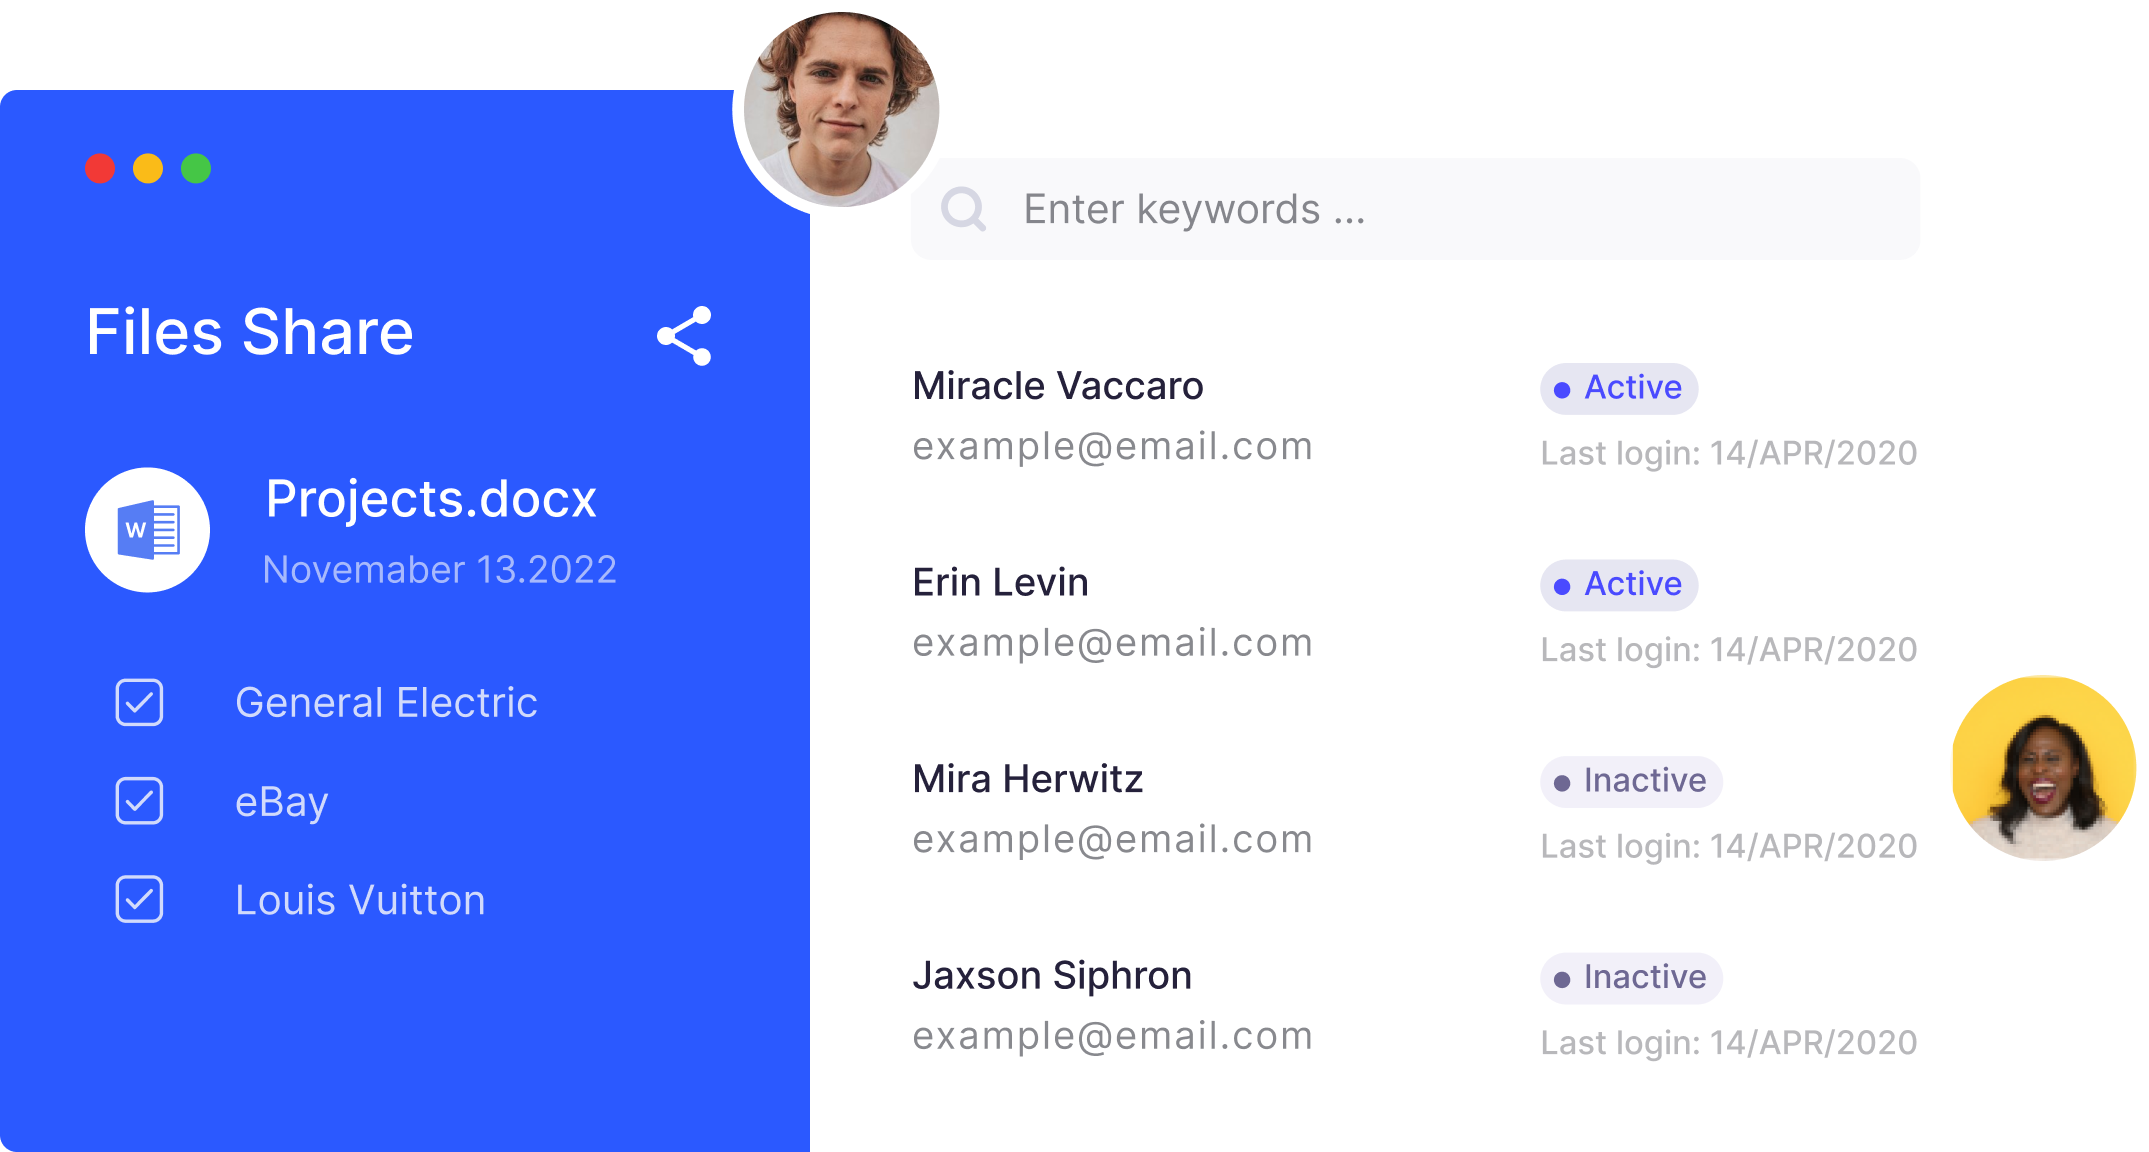 Files Share
W
Projects.docx
Novemaber 13.2022
General Electric
eBay
Louis Vuitton
Enter keywords ...
Miracle Vaccaro
example@email.com
Active
Last login: 14/APR/2020
Erin Levin
example@email.com
Active
Last login: 14/APR/2020
Mira Herwitz
example@email.com
Inactive
Last login: 14/APR/2020
Jaxson Siphron
example@email.com
Inactive
Last login: 14/APR/2020